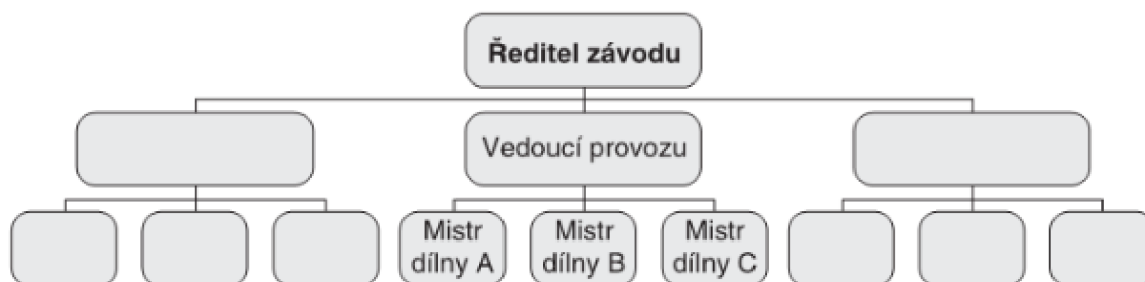 Ředitel závodu
Vedoucí provozu
Mistr
dílny A
Mistr
dílny B
Mistr
dílny C